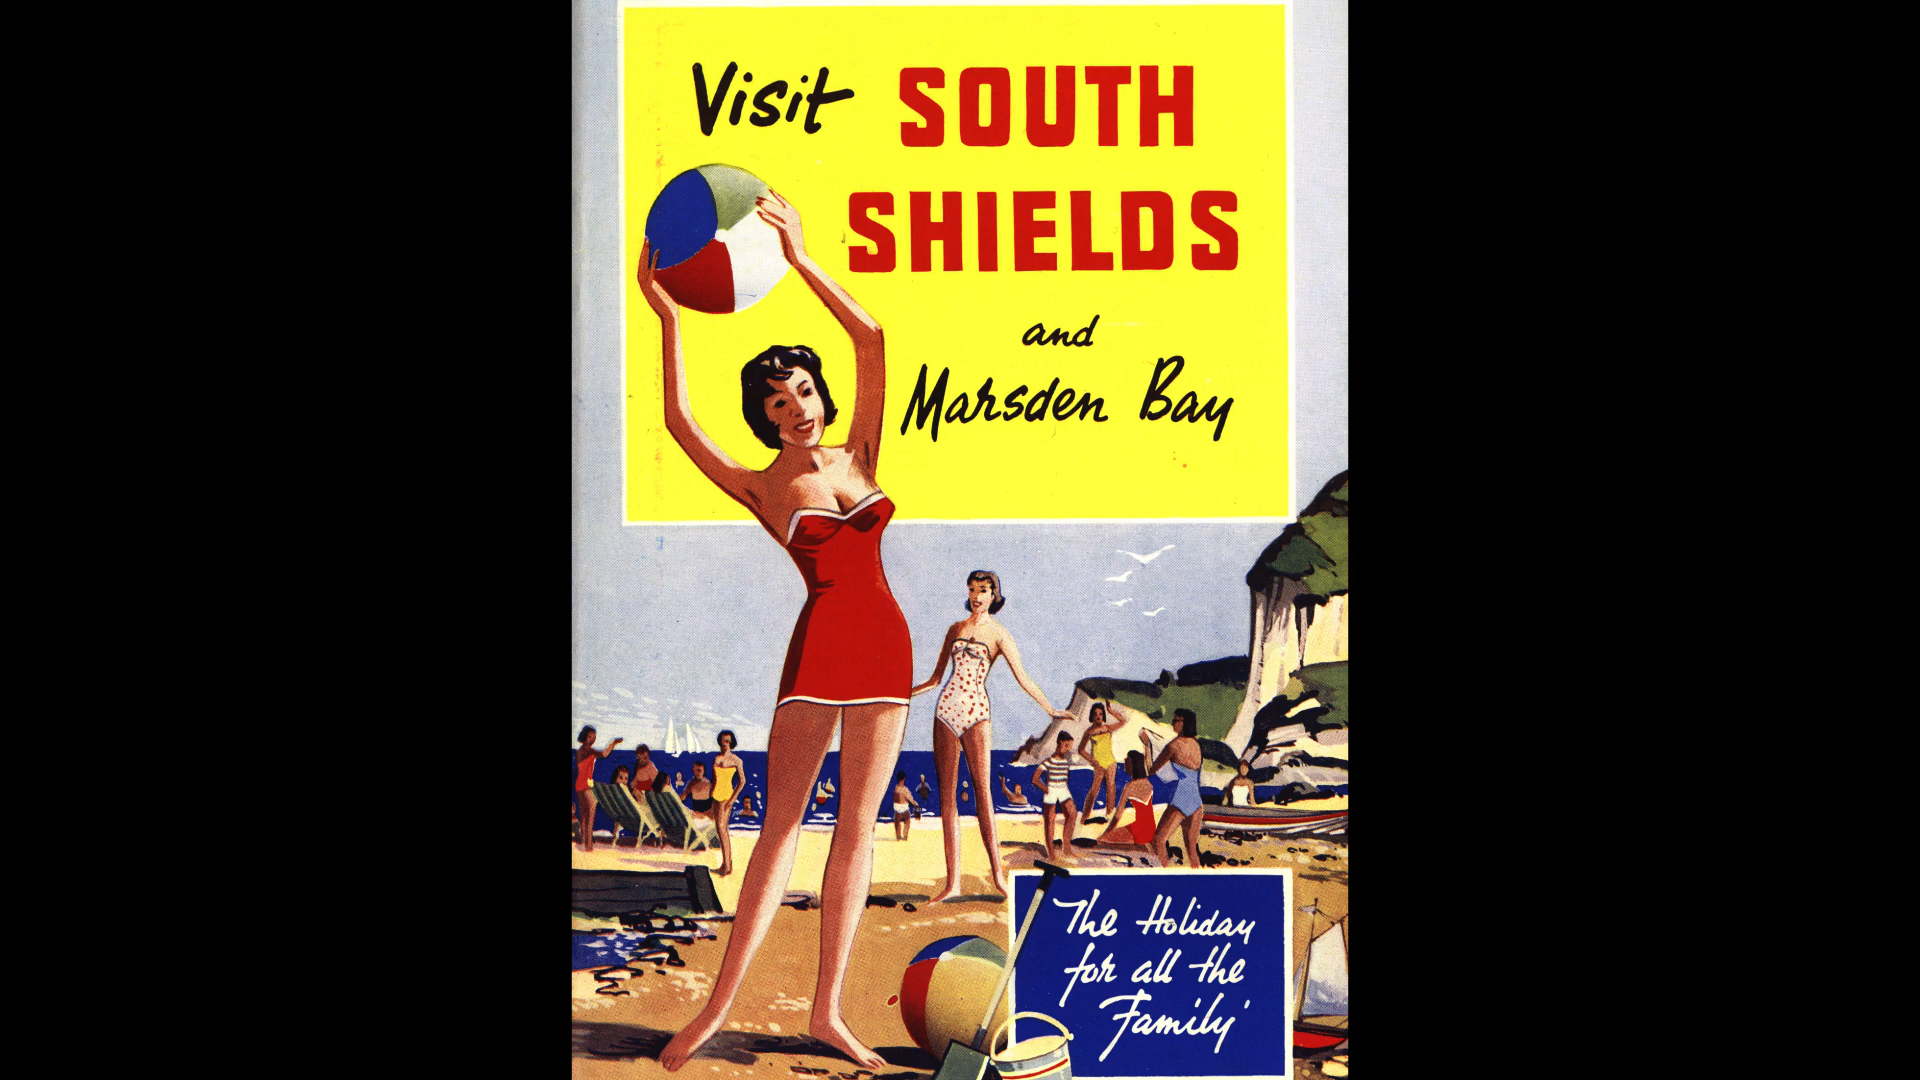 Visit SOUTH
SHIELDS
and
Marsden Bay
The Holiday
for all the
Family